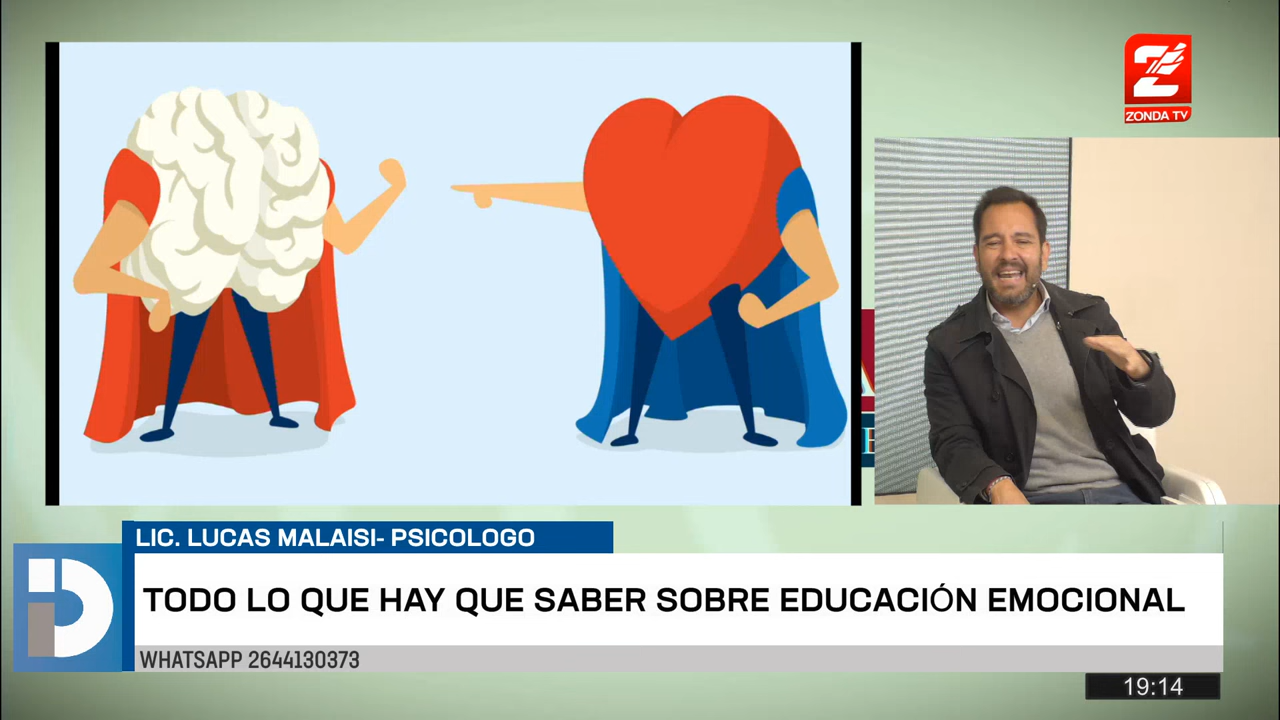 ZONDA TV
LIC. LUCAS MALAISI- PSICOLOGO
TODO LO QUE HAY QUE SABER SOBRE EDUCACIÓN EMOCIONAL
WHATSAPP 2644130373
19:14